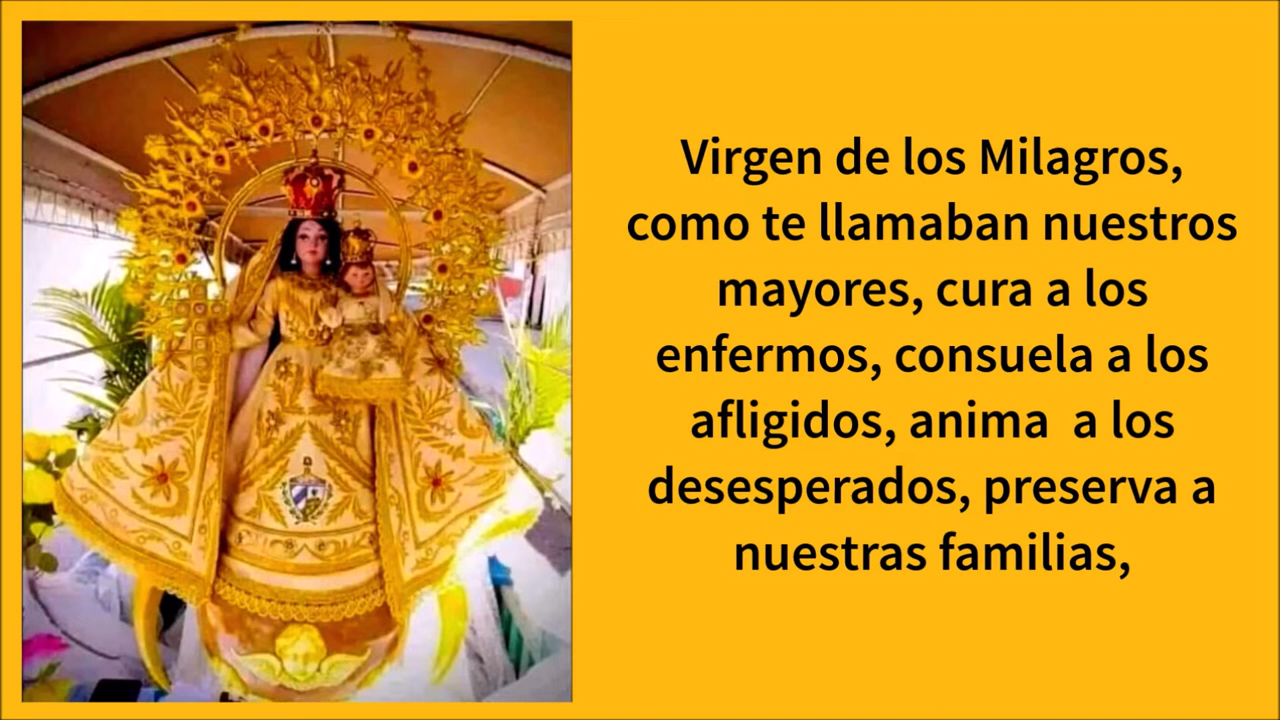 Virgen de los Milagros,
como te llamaban nuestros
mayores, cura a los
enfermos, consuela a los
afligidos, anima  a los
desesperados, preserva a
nuestras familias,